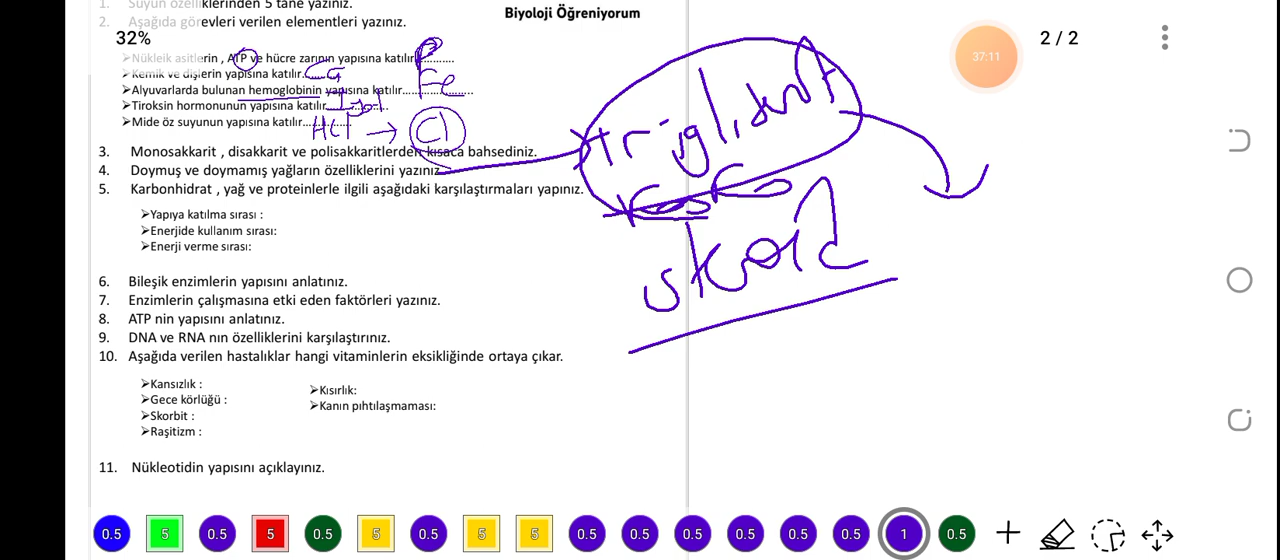 1. Suyun özelliklerinden 5 tane yazınız.
Biyoloji Öğreniyorum
2. Aşağıda görevleri verilen elementleri yazınız.
32%
2 / 2
37:11
➢Nükleik asitlerin , ATP ve hücre zarının yapısına katılır............ P
➢Kemik ve dişlerin yapısına katılır. Ca
➢Alyuvarlarda bulunan hemoglobinin yapısına katılır..................... Fe
➢Tiroksin hormonunun yapısına katılır.................. İyot
➢Mide öz suyunun yapısına katılır............ HCl → Cl
3. Monosakkarit , disakkarit ve polisakkaritlerden kısaca bahsediniz.
4. Doymuş ve doymamış yağların özelliklerini yazınız.
5. Karbonhidrat , yağ ve proteinlerle ilgili aşağıdaki karşılaştırmaları yapınız.
➢Yapıya katılma sırası :
➢Enerjide kullanım sırası:
➢Enerji verme sırası:
6. Bileşik enzimlerin yapısını anlatınız.
7. Enzimlerin çalışmasına etki eden faktörleri yazınız.
8. ATP nin yapısını anlatınız.
9. DNA ve RNA nın özelliklerini karşılaştırınız.
10. Aşağıda verilen hastalıklar hangi vitaminlerin eksikliğinde ortaya çıkar.
➢Kansızlık :
➢Kısırlık:
➢Gece körlüğü :
➢Kanın pıhtılaşmaması:
➢Skorbit :
➢Raşitizm :
11. Nükleotidin yapısını açıklayınız.
0.5 5 0.5 5 0.5 5 0.5 5 5 0.5 0.5 0.5 0.5 0.5 0.5 1 0.5